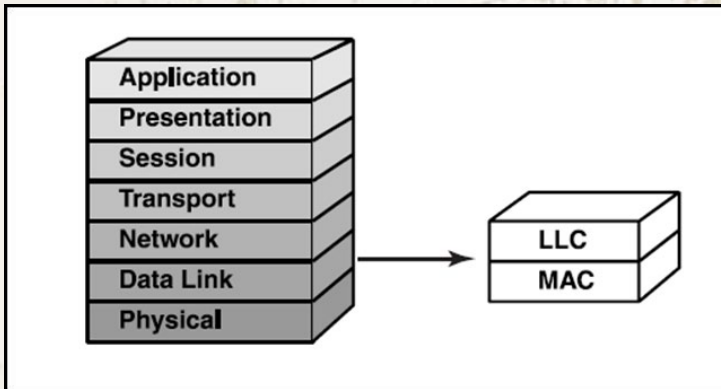 Application
Presentation
Session
Transport
Network
Data Link
Physical
LLC
MAC